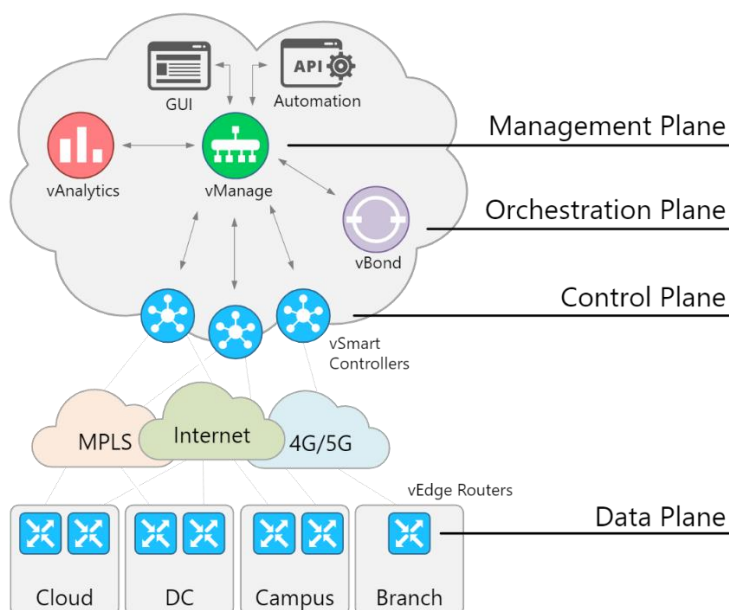 API
GUI
Automation
Management Plane
vAnalytics
vManage
Orchestration Plane
vBond
Control Plane
vSmart
Controllers
MPLS
Internet
4G/5G
vEdge Routers
Data Plane
Cloud
DC
Campus
Branch